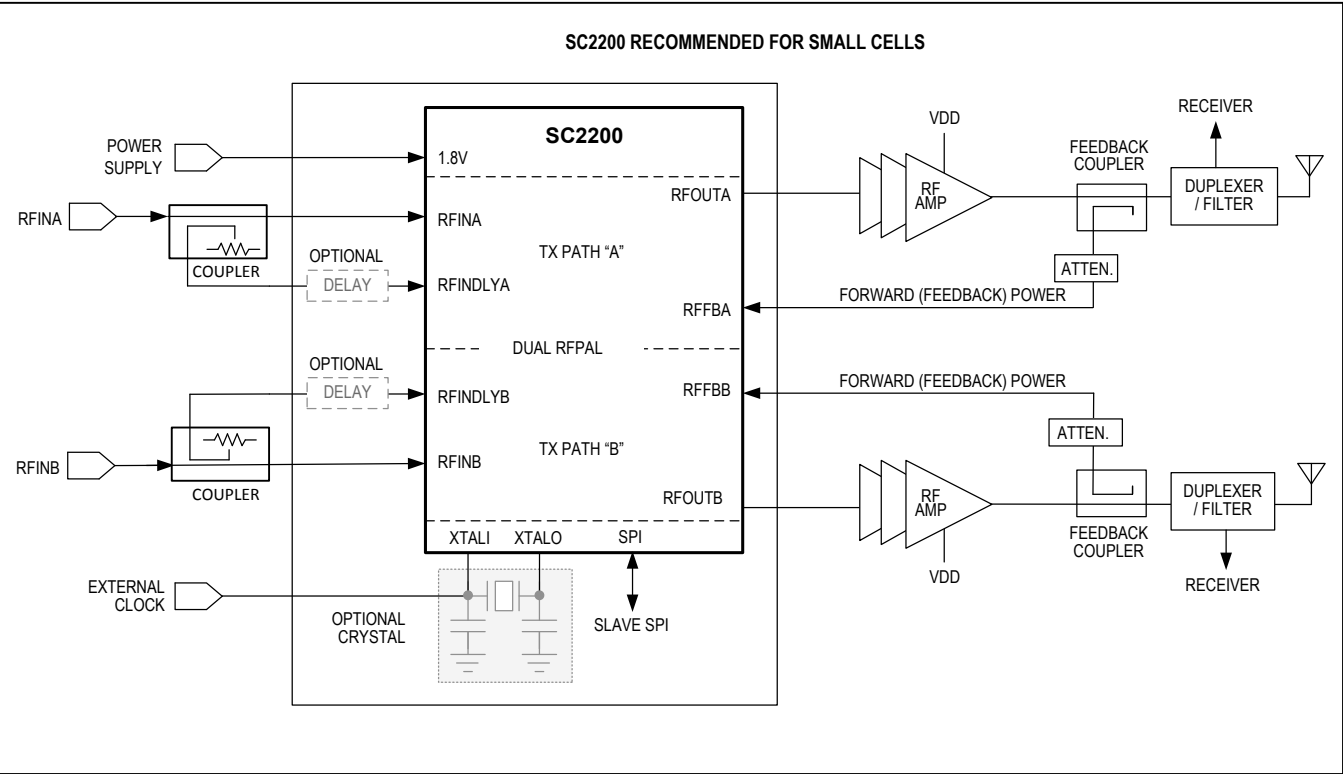 SC2200 RECOMMENDED FOR SMALL CELLS
POWER
SUPPLY
RFINA
COUPLER
OPTIONAL
DELAY
OPTIONAL
DELAY
RFINB
COUPLER
EXTERNAL
CLOCK
OPTIONAL
CRYSTAL
SC2200
1.8V
RFINA
RFOUTA
TX PATH “A”
RFINDLYA
RFFBA
DUAL RFPAL
RFINDLYB
RFFBB
TX PATH “B”
RFINB
RFOUTB
XTALI XTALO SPI
SLAVE SPI
VDD
RF
AMP
FEEDBACK
COUPLER
RECEIVER
DUPLEXER
/ FILTER
ATTEN.
FORWARD (FEEDBACK) POWER
FORWARD (FEEDBACK) POWER
ATTEN.
RF
AMP
VDD
FEEDBACK
COUPLER
DUPLEXER
/ FILTER
RECEIVER